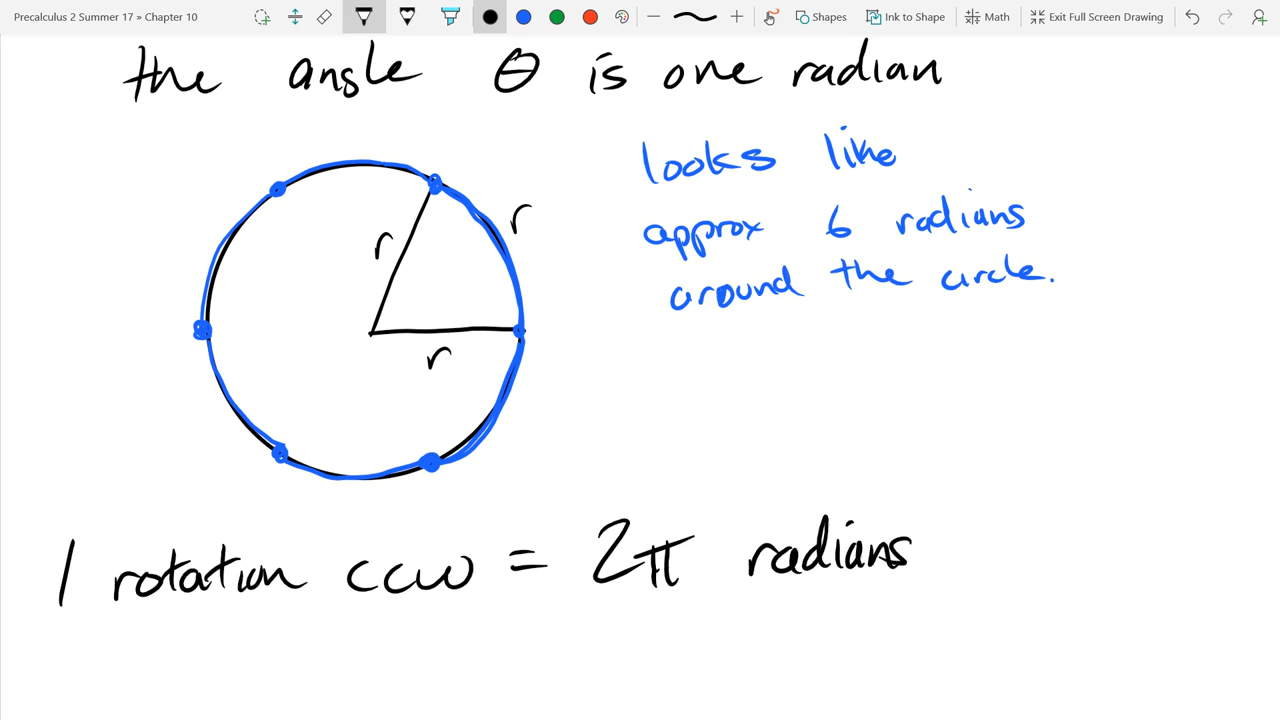 Precalculus 2 Summer 17 » Chapter 10
Shapes
Ink to Shape
Math
Exit Full Screen Drawing
the angle θ is one radian
looks like
approx 6 radians
around the circle.
r
r
r
1 rotation ccw = 2π radians